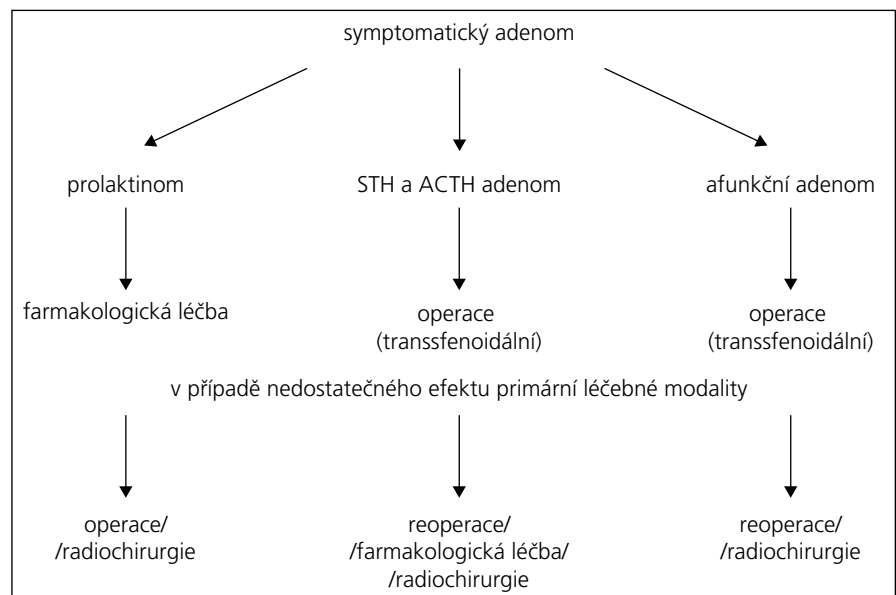 symptomatický adenom
prolaktinom
STH a ACTH adenom
afunkční adenom
farmakologická léčba
operace
(transsfenoidální)
operace
(transsfenoidální)
v případě nedostatečného efektu primární léčebné modality
operace/
/radiochirurgie
reoperace/
/farmakologická léčba/
/radiochirurgie
reoperace/
/radiochirurgie